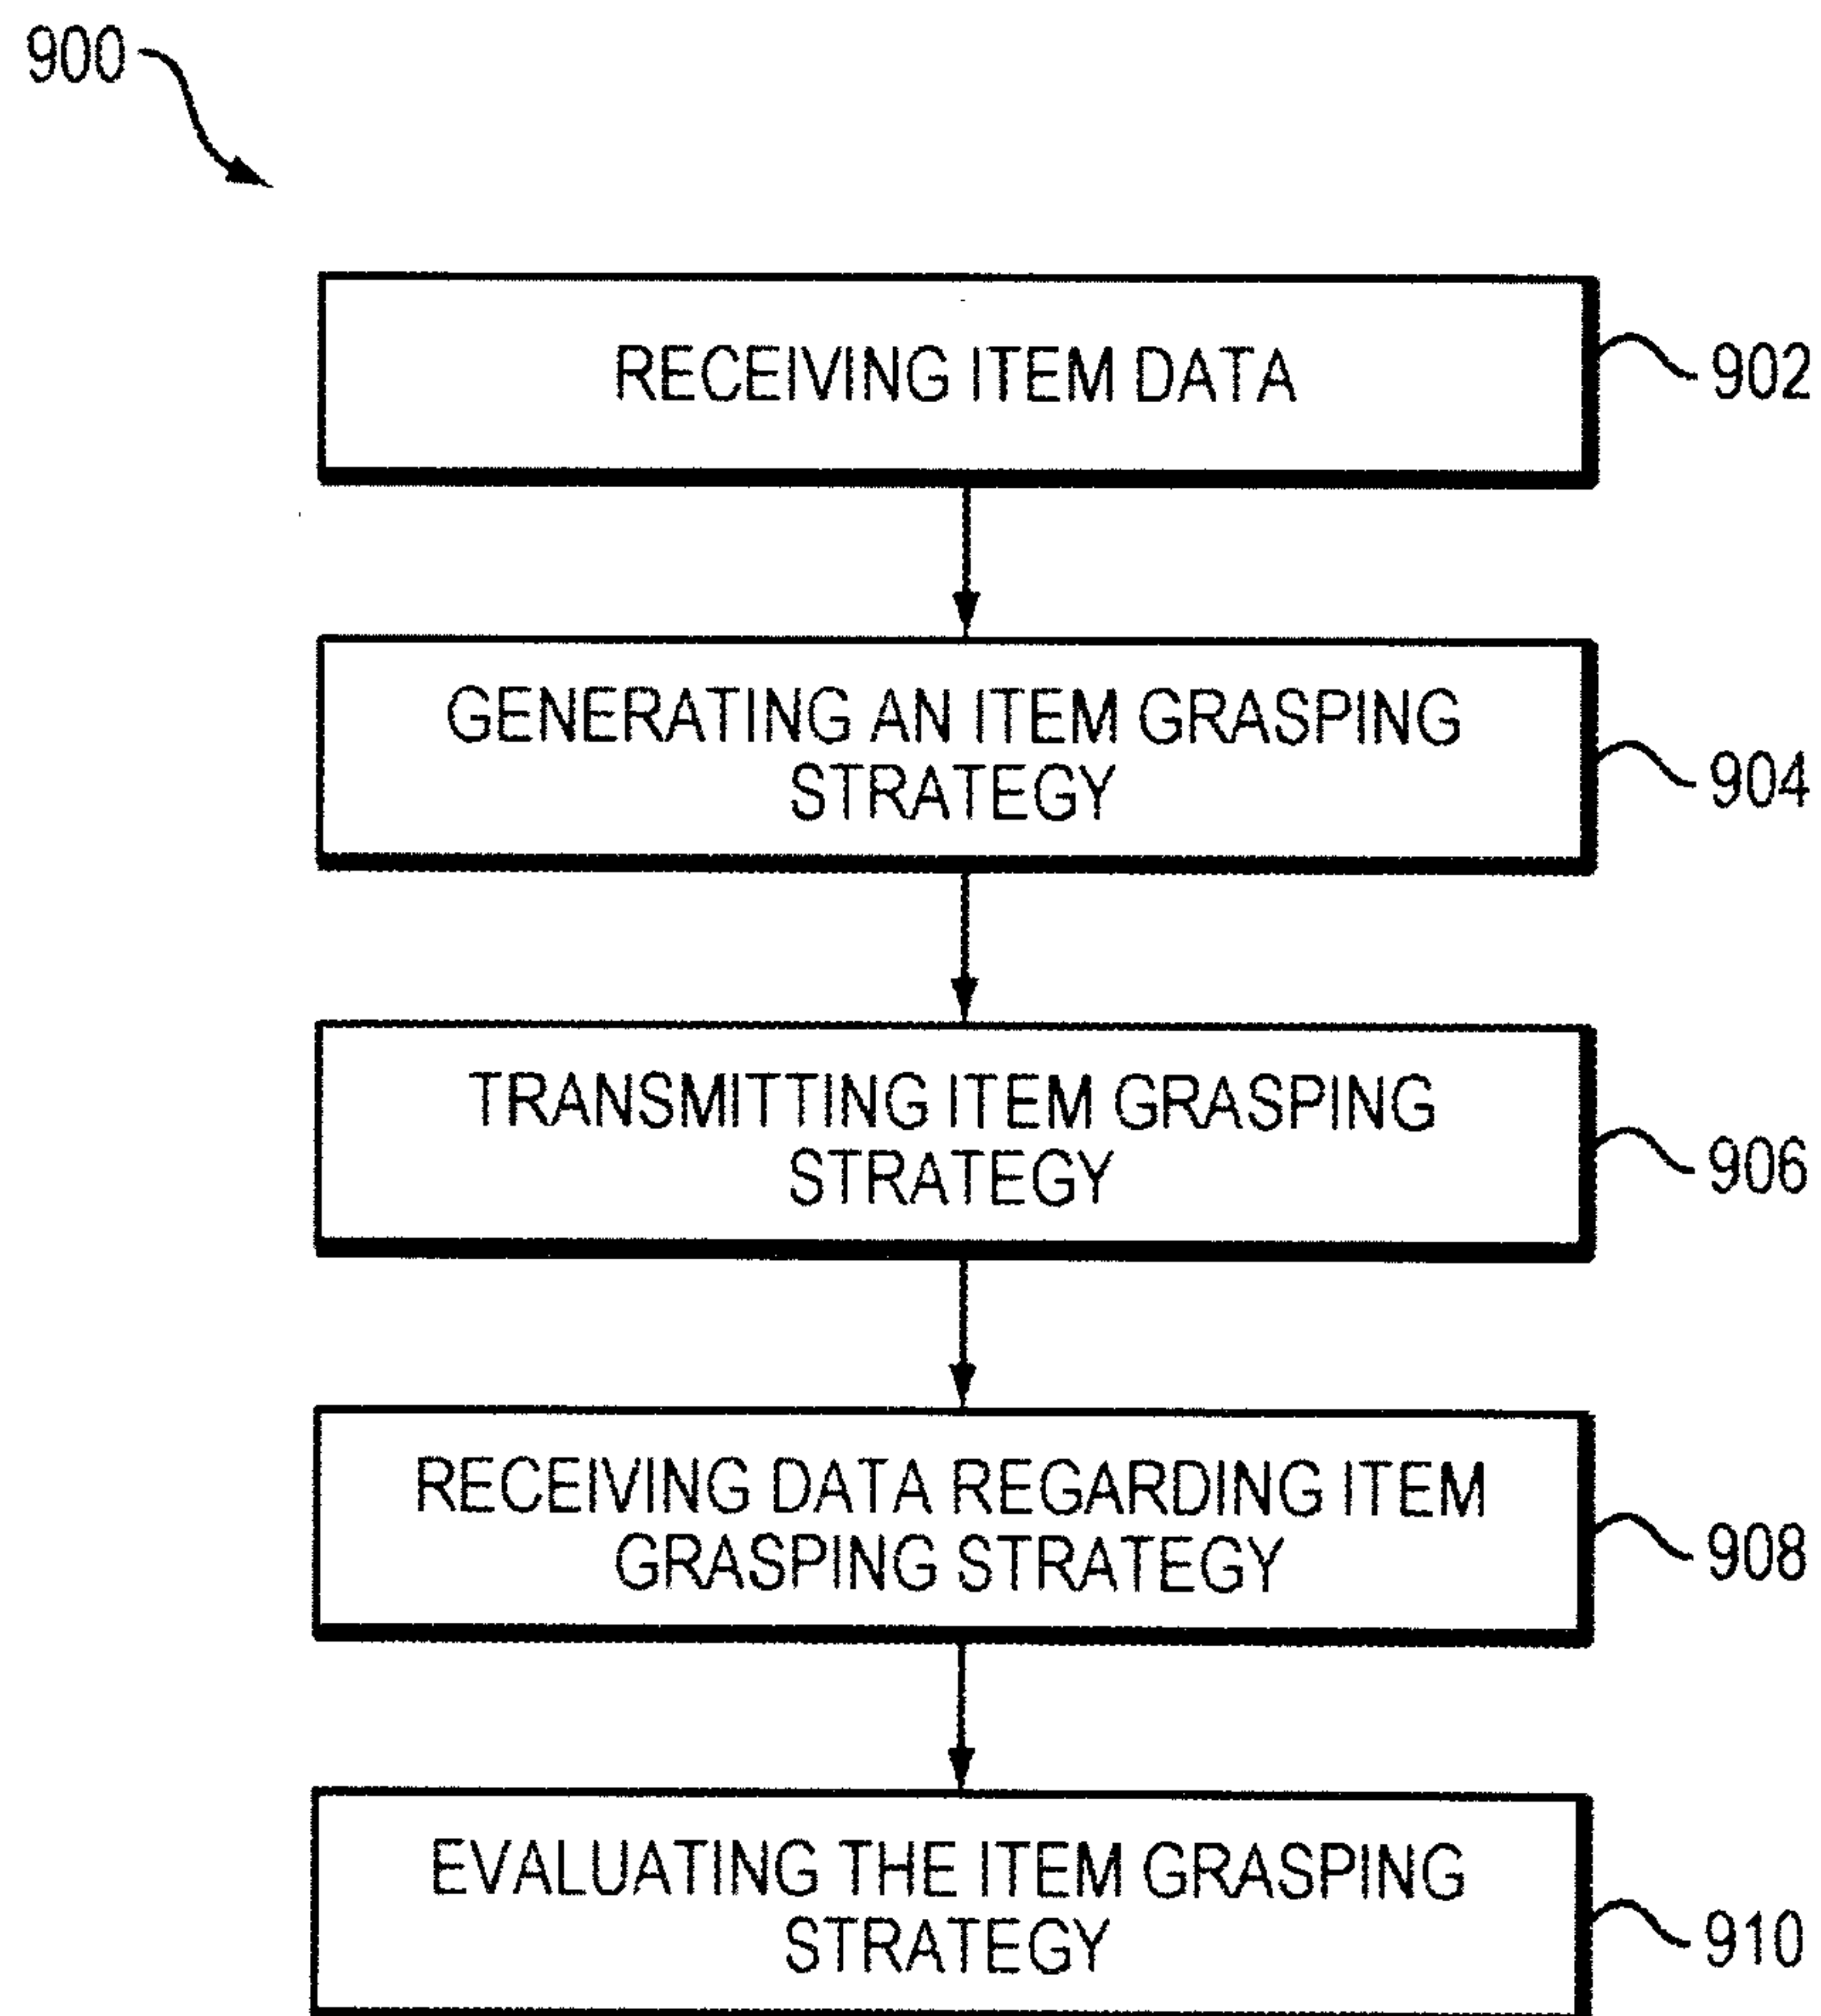 900
RECEIVING ITEM DATA
902
GENERATING AN ITEM GRASPING
STRATEGY
904
TRANSMITTING ITEM GRASPING
STRATEGY
906
RECEIVING DATA REGARDING ITEM
GRASPING STRATEGY
908
EVALUATING THE ITEM GRASPING
STRATEGY
910